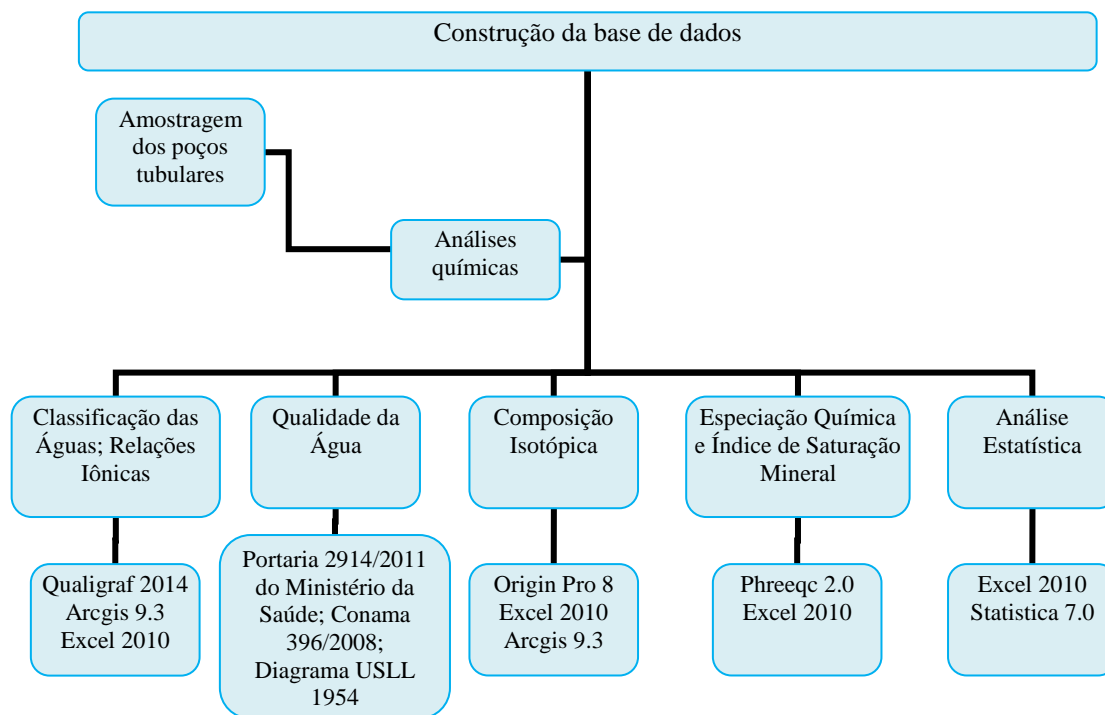 Construção da base de dados
Amostragem
dos poços
tubulares
Análises
químicas
Classificação das
Águas; Relações
Iônicas
Qualidade da
Água
Composição
Isotópica
Especiação Química
e Índice de Saturação
Mineral
Análise
Estatística
Qualigraf 2014
Arcgis 9.3
Excel 2010
Portaria 2914/2011
do Ministério da
Saúde; Conama
396/2008;
Diagrama USLL
1954
Origin Pro 8
Excel 2010
Arcgis 9.3
Phreeqc 2.0
Excel 2010
Excel 2010
Statistica 7.0